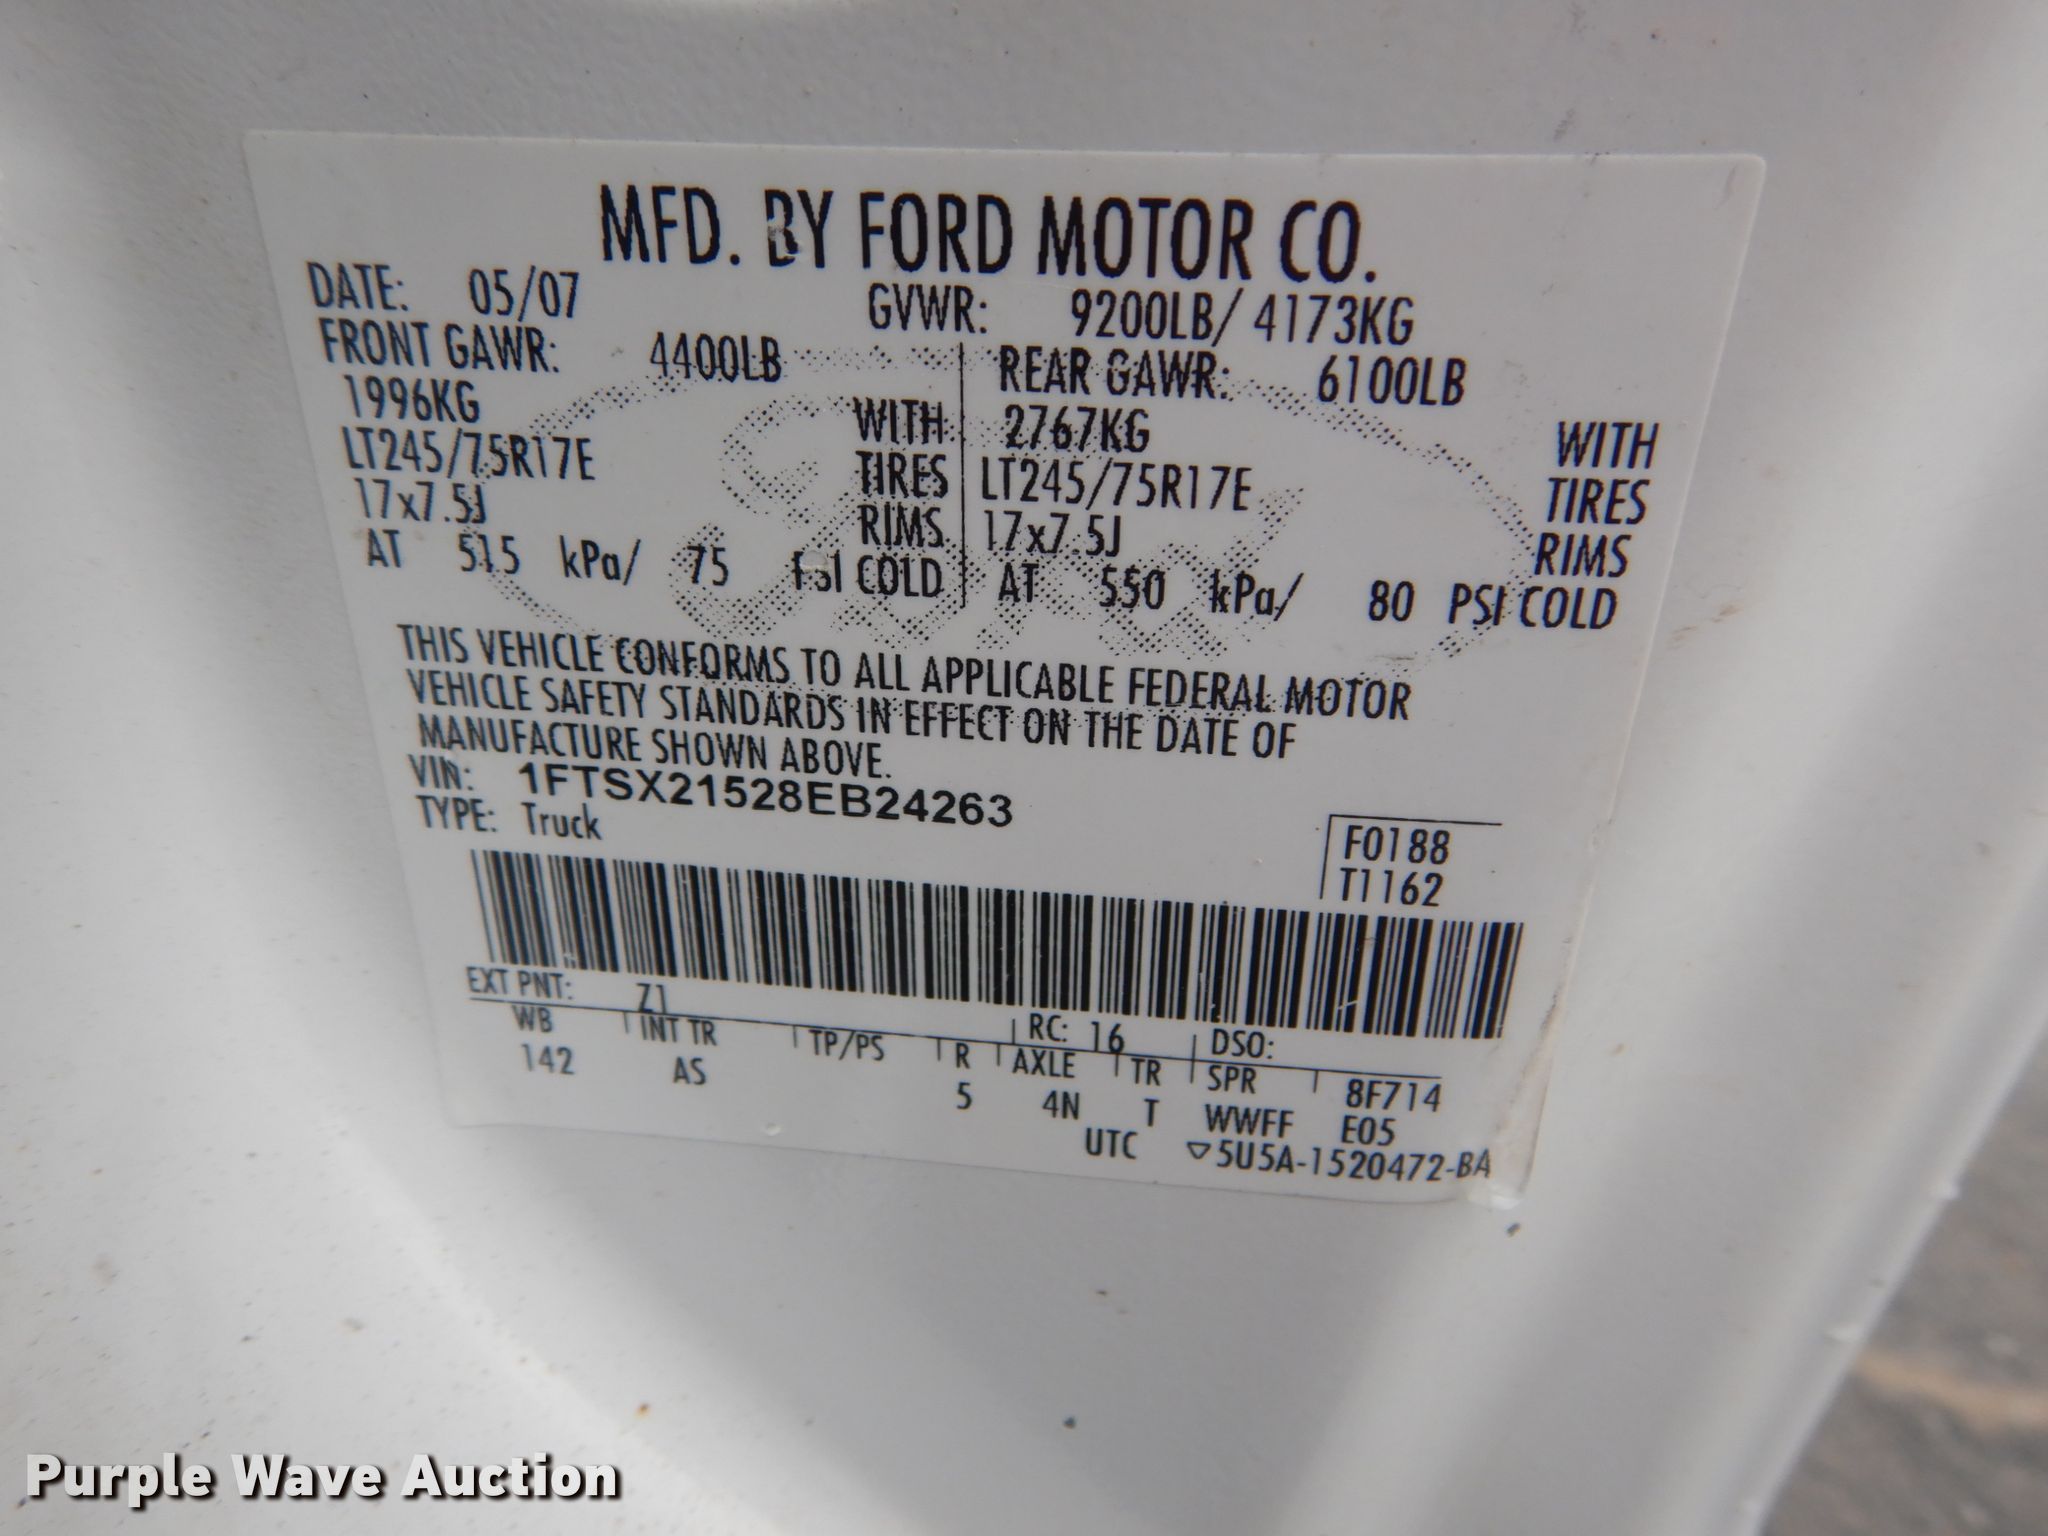 MFD. BY FORD MOTOR CO.
DATE: 05/07 GVWR: 9200LB/ 4173KG
FRONT GAWR: 4400LB REAR GAWR: 6100LB
1996KG WITH 2767KG WITH
LT245/75R17E TIRES LT245/75R17E TIRES
17x7.5J RIMS 17x7.5J RIMS
AT 515 kPa/ 75 PSI COLD AT 550 kPa/ 80 PSI COLD
Ford
THIS VEHICLE CONFORMS TO ALL APPLICABLE FEDERAL MOTOR
VEHICLE SAFETY STANDARDS IN EFFECT ON THE DATE OF
MANUFACTURE SHOWN ABOVE.
VIN: 1FTSX21528EB24263
TYPE: Truck
F0188
T1162
EXT PNT: Z1 RC: 16 DSO:
WB INT TR TP/PS R AXLE TR SPR 8F714
142 AS 5 4N T WWFF E05
UTC ▽5U5A-1520472-BA
Purple Wave Auction